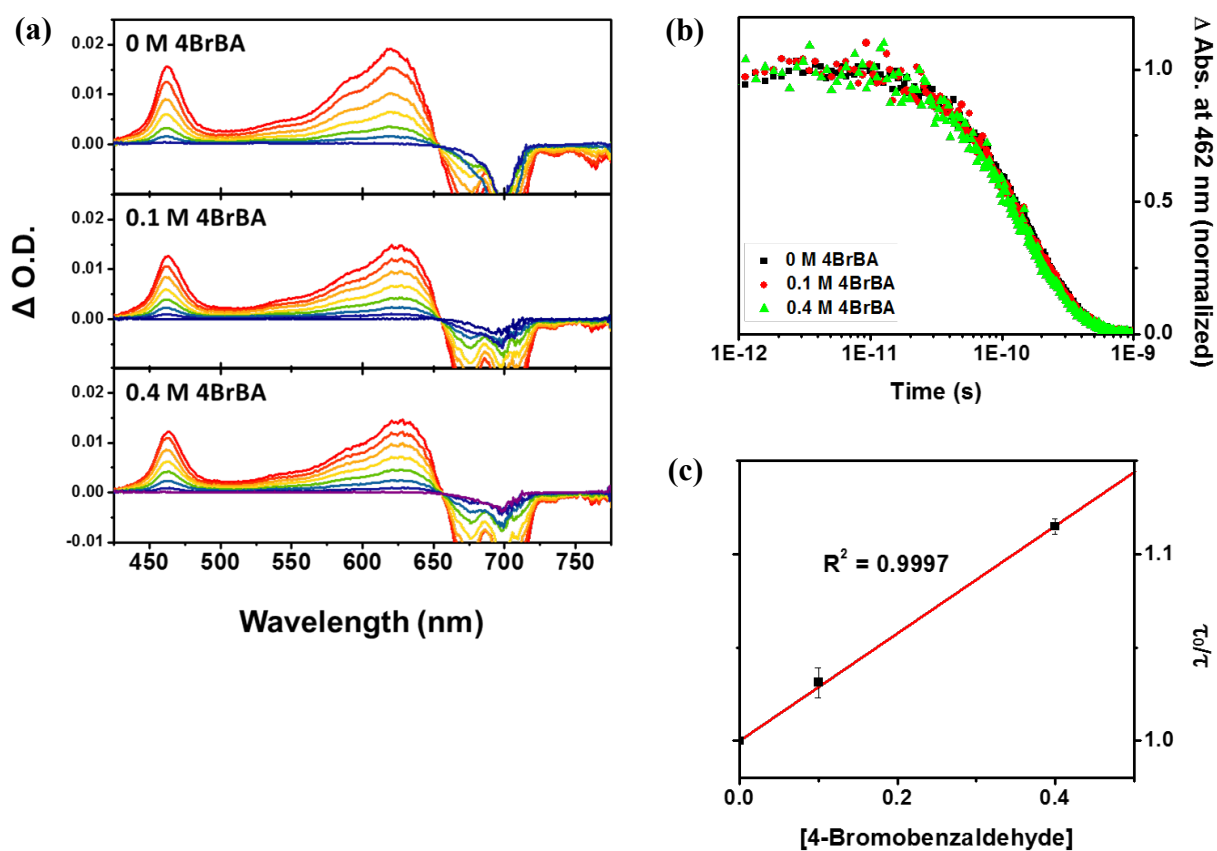 (a)
0 M 4BrBA
0.02
0.01
0.00
0.1 M 4BrBA
0.02
0.01
0.00
0.4 M 4BrBA
0.02
0.01
0.00
-0.01
Δ O.D.
450 500 550 600 650 700 750
Wavelength (nm)
(b)
0 M 4BrBA
0.1 M 4BrBA
0.4 M 4BrBA
1.0
0.5
0.0
Δ Abs. at 462 nm (normalized)
1E-12 1E-11 1E-10 1E-9
Time (s)
(c)
R² = 0.9997
1.1
1.0
τ₀/τ
0.0 0.2 0.4
[4-Bromobenzaldehyde]